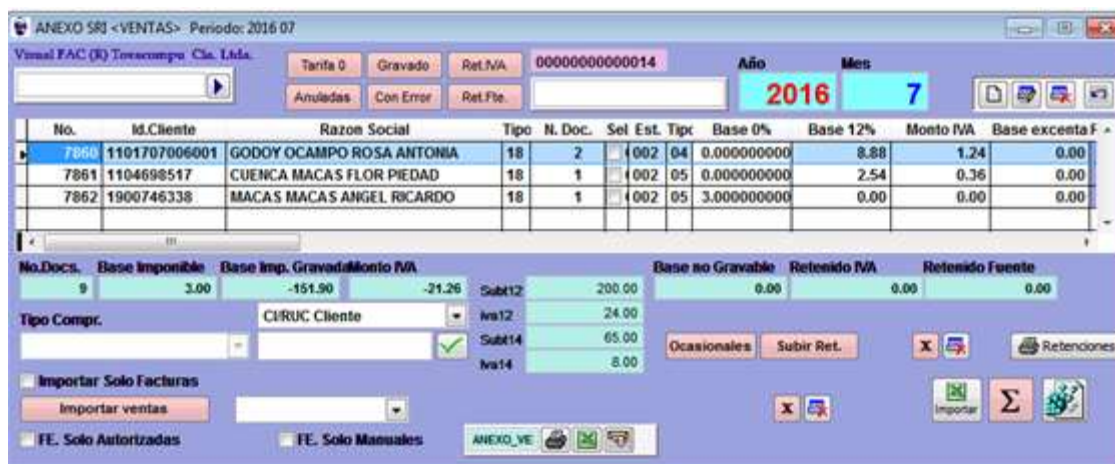 ANEXO SRI <VENTAS> Periodo: 2016 07
Visual FAC (R) Tovacompu Cia. Ltda.
Tarifa 0 Gravado Ret.IVA 00000000000014 Año Mes
Anuladas Con Error Ret.Fte. 2016 7
No. Id.Cliente Razon Social Tipo N. Doc. Sel Est. Tipo Base 0% Base 12% Monto IVA Base excenta F
7860 1101707006001 GODOY OCAMPO ROSA ANTONIA 18 2 002 04 0.000000000 8.88 1.24 0.00
7861 1104698517 CUENCA MACAS FLOR PIEDAD 18 1 002 05 0.000000000 2.54 0.36 0.00
7862 1900746338 MACAS MACAS ANGEL RICARDO 18 1 002 05 3.000000000 0.00 0.00 0.00
No.Docs. Base Imponible Base Imp. Gravada Monto IVA Base no Gravable Retenido IVA Retenido Fuente
9 3.00 -151.90 -21.26 Subt12 200.00 0.00 0.00 0.00
Tipo Compr. CI/RUC Cliente Iva12 24.00
Subt14 65.00 Ocasionales Subir Ret. X Retenciones
Iva14 8.00
Importar Solo Facturas
Importar ventas X Importar Σ
FE. Solo Autorizadas FE. Solo Manuales ANEXO_VE